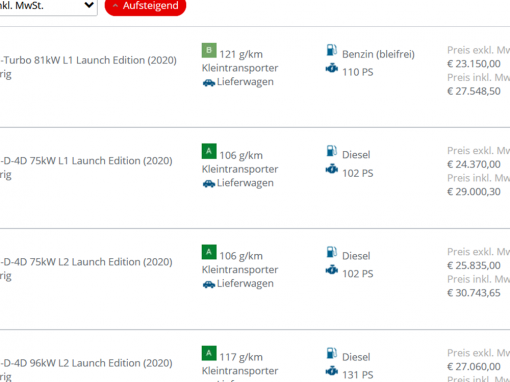 nkl. MwSt. Aufsteigend
-Turbo 81kW L1 Launch Edition (2020)
rig
B 121 g/km
Kleintransporter
Lieferwagen
Benzin (bleifrei)
110 PS
Preis exkl. Mw
€ 23.150,00
Preis inkl. Mw
€ 27.548,50
-D-4D 75kW L1 Launch Edition (2020)
rig
A 106 g/km
Kleintransporter
Lieferwagen
Diesel
102 PS
Preis exkl. Mw
€ 24.370,00
Preis inkl. Mw
€ 29.000,30
-D-4D 75kW L2 Launch Edition (2020)
rig
A 106 g/km
Kleintransporter
Lieferwagen
Diesel
102 PS
Preis exkl. Mw
€ 25.835,00
Preis inkl. Mw
€ 30.743,65
-D-4D 96kW L2 Launch Edition (2020)
rig
A 117 g/km
Kleintransporter
Diesel
131 PS
Preis exkl. Mw
€ 27.060,00
Preis inkl. Mw